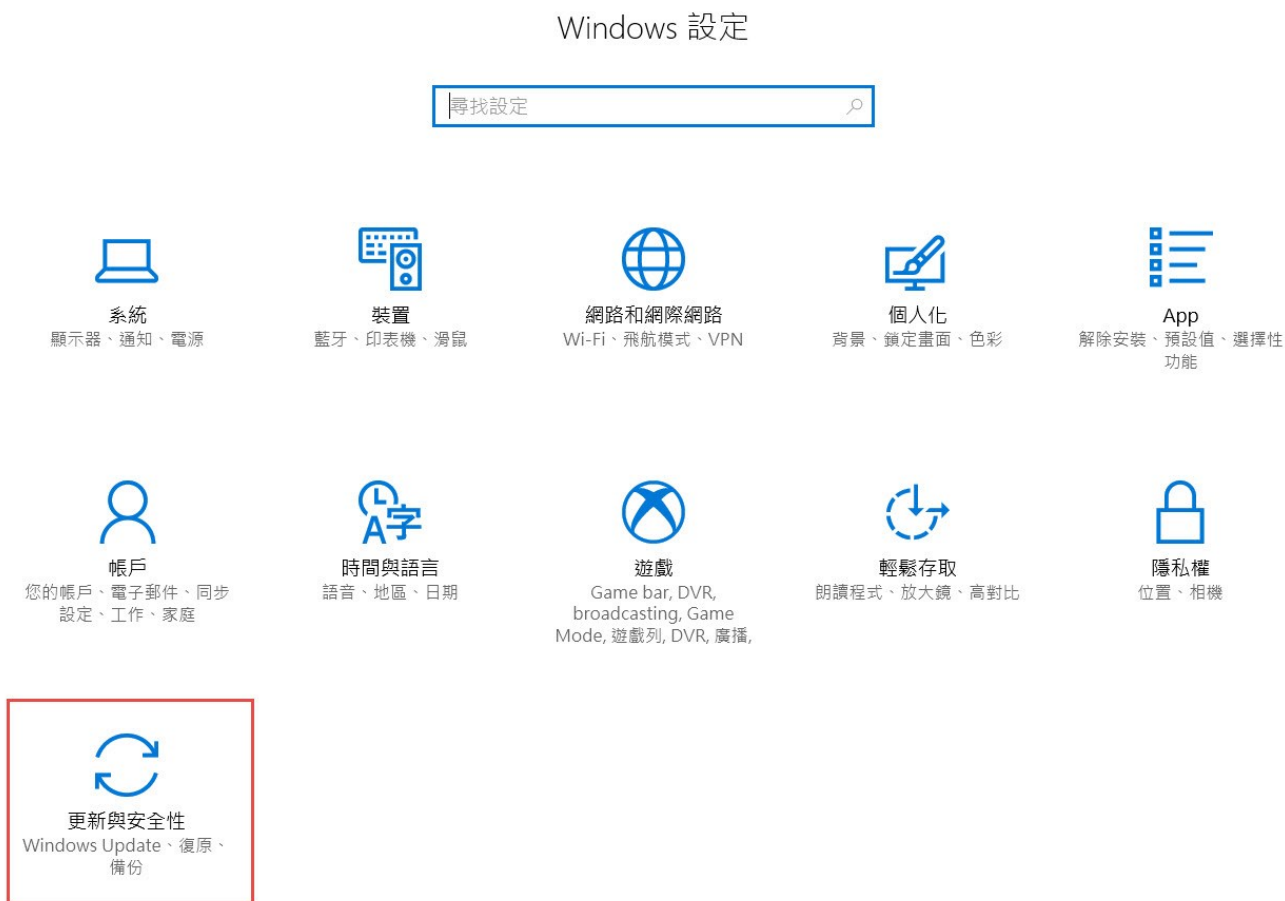 Windows 設定
尋找設定
系統
顯示器、通知、電源
裝置
藍牙、印表機、滑鼠
網路和網際網路
Wi-Fi、飛航模式、VPN
個人化
背景、鎖定畫面、色彩
App
解除安裝、預設值、選擇性
功能
帳戶
您的帳戶、電子郵件、同步
設定、工作、家庭
時間與語言
語音、地區、日期
遊戲
Game bar, DVR,
broadcasting, Game
Mode, 遊戲列, DVR, 廣播,
輕鬆存取
朗讀程式、放大鏡、高對比
隱私權
位置、相機
更新與安全性
Windows Update、復原、
備份